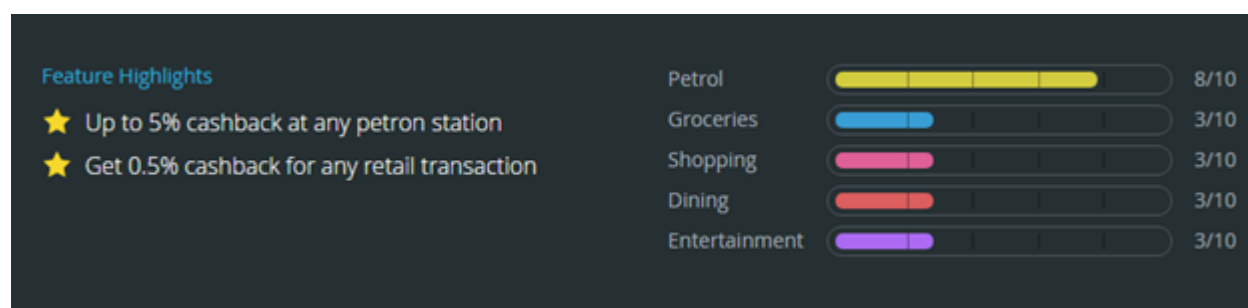 Feature Highlights
Up to 5% cashback at any petron station
Get 0.5% cashback for any retail transaction
Petrol 8/10
Groceries 3/10
Shopping 3/10
Dining 3/10
Entertainment 3/10